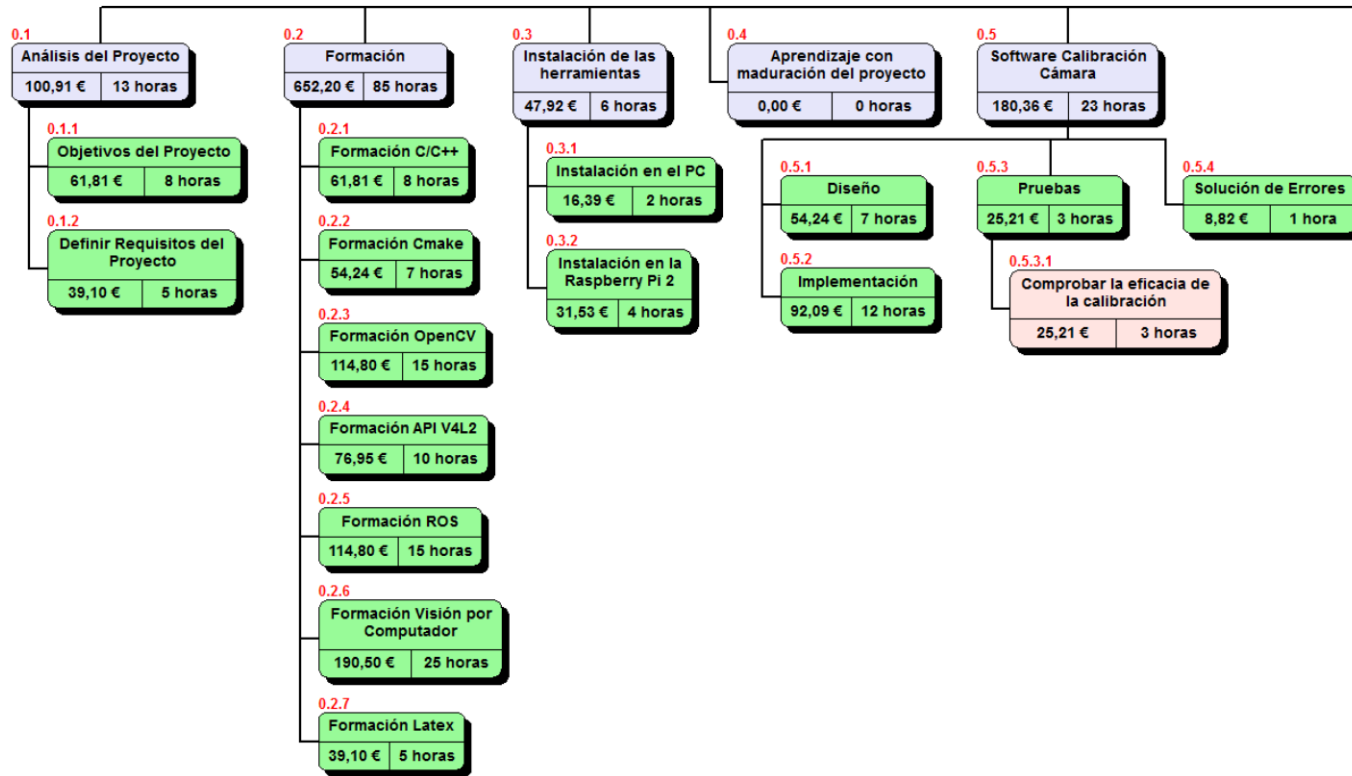 0.1
Análisis del Proyecto
100,91 € 13 horas
0.1.1
Objetivos del Proyecto
61,81 € 8 horas
0.1.2
Definir Requisitos del
Proyecto
39,10 € 5 horas
0.2
Formación
652,20 € 85 horas
0.2.1
Formación C/C++
61,81 € 8 horas
0.2.2
Formación Cmake
54,24 € 7 horas
0.2.3
Formación OpenCV
114,80 € 15 horas
0.2.4
Formación API V4L2
76,95 € 10 horas
0.2.5
Formación ROS
114,80 € 15 horas
0.2.6
Formación Visión por
Computador
190,50 € 25 horas
0.2.7
Formación Latex
39,10 € 5 horas
0.3
Instalación de las
herramientas
47,92 € 6 horas
0.3.1
Instalación en el PC
16,39 € 2 horas
0.3.2
Instalación en la
Raspberry Pi 2
31,53 € 4 horas
0.4
Aprendizaje con
maduración del proyecto
0,00 € 0 horas
0.5
Software Calibración
Cámara
180,36 € 23 horas
0.5.1
Diseño
54,24 € 7 horas
0.5.2
Implementación
92,09 € 12 horas
0.5.3
Pruebas
25,21 € 3 horas
0.5.3.1
Comprobar la eficacia de
la calibración
25,21 € 3 horas
0.5.4
Solución de Errores
8,82 € 1 hora